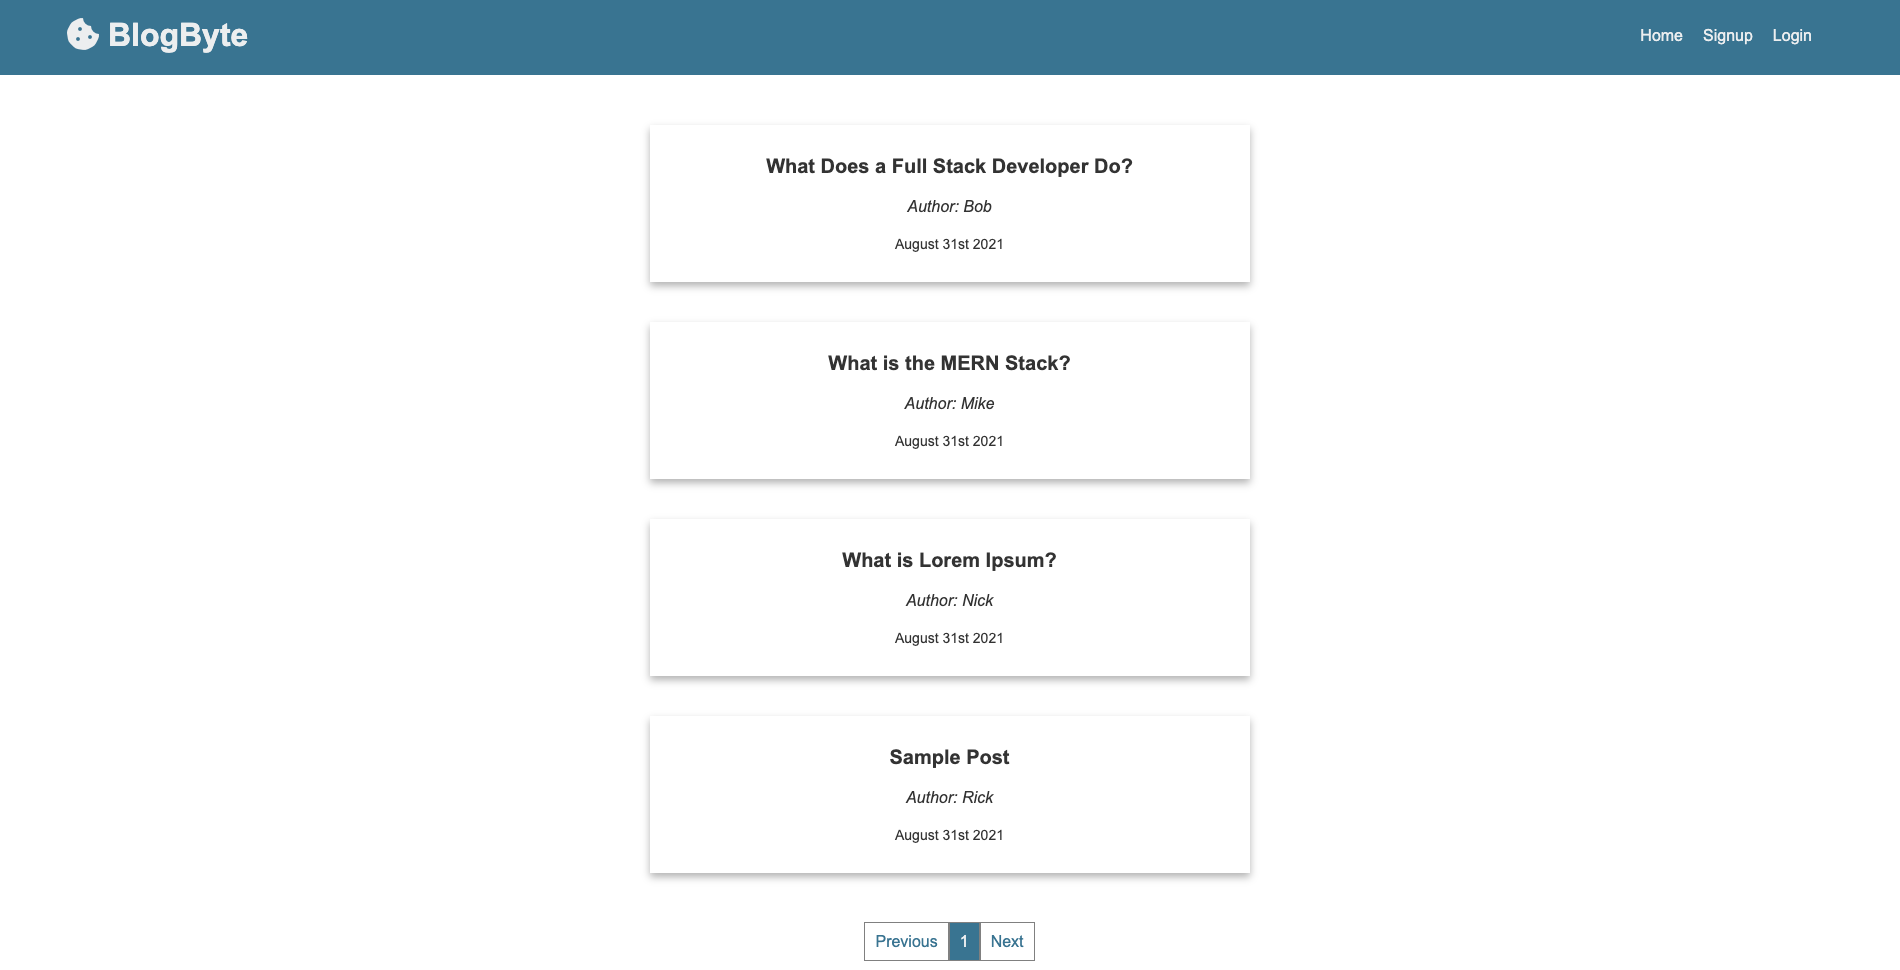 BlogByte
Home Signup Login
What Does a Full Stack Developer Do?
Author: Bob
August 31st 2021
What is the MERN Stack?
Author: Mike
August 31st 2021
What is Lorem Ipsum?
Author: Nick
August 31st 2021
Sample Post
Author: Rick
August 31st 2021
Previous 1 Next